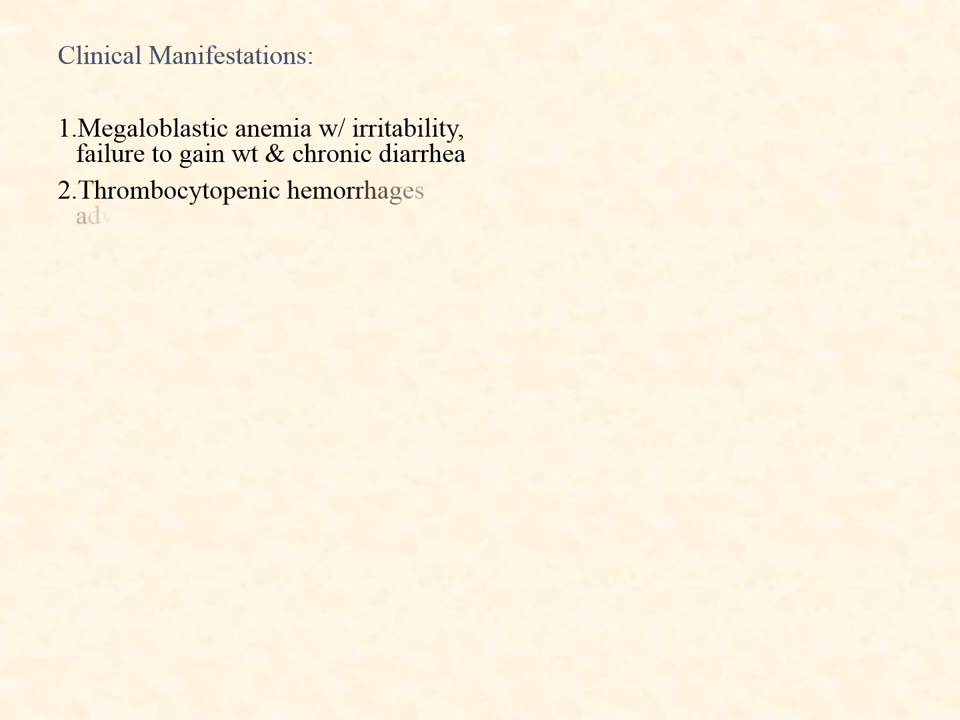 Clinical Manifestations:
1.Megaloblastic anemia w/ irritability,
failure to gain wt & chronic diarrhea
2.Thrombocytopenic hemorrhages